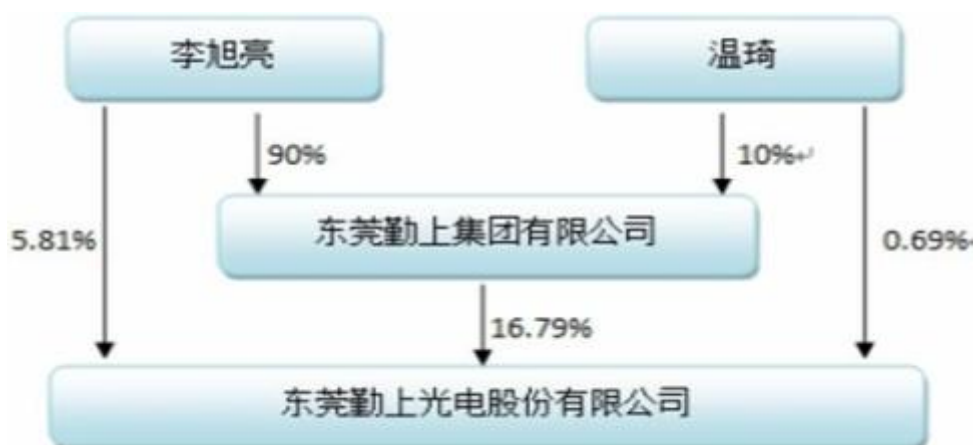 李旭亮
温琦
90%
10%↵
东莞勤上集团有限公司
5.81%
0.69%
16.79%
东莞勤上光电股份有限公司